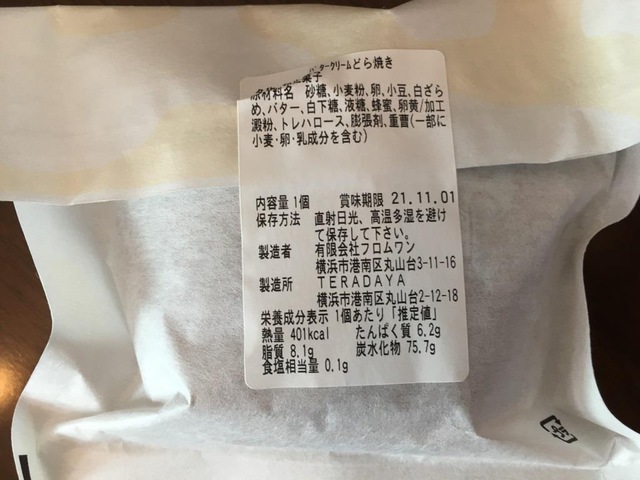 ークリームどら焼き
菓子
原材料名 砂糖、小麦粉、卵、小豆、白ざら
め、バター、白下糖、液糖、蜂蜜、卵黄/加工
澱粉、トレハロース、膨張剤、重曹(一部に
小麦・卵・乳成分を含む)
内容量1個 賞味期限 21.11.01
保存方法 直射日光、高温多湿を避け
て保存して下さい。
製造者 有限会社フロムワン
横浜市港南区丸山台3-11-16
製造所 TERADAYA
横浜市港南区丸山台2-12-18
栄養成分表示 1個あたり「推定値」
熱量 401kcal たんぱく質 6.2g
脂質 8.1g 炭水化物 75.7g
食塩相当量 0.1g
プラ